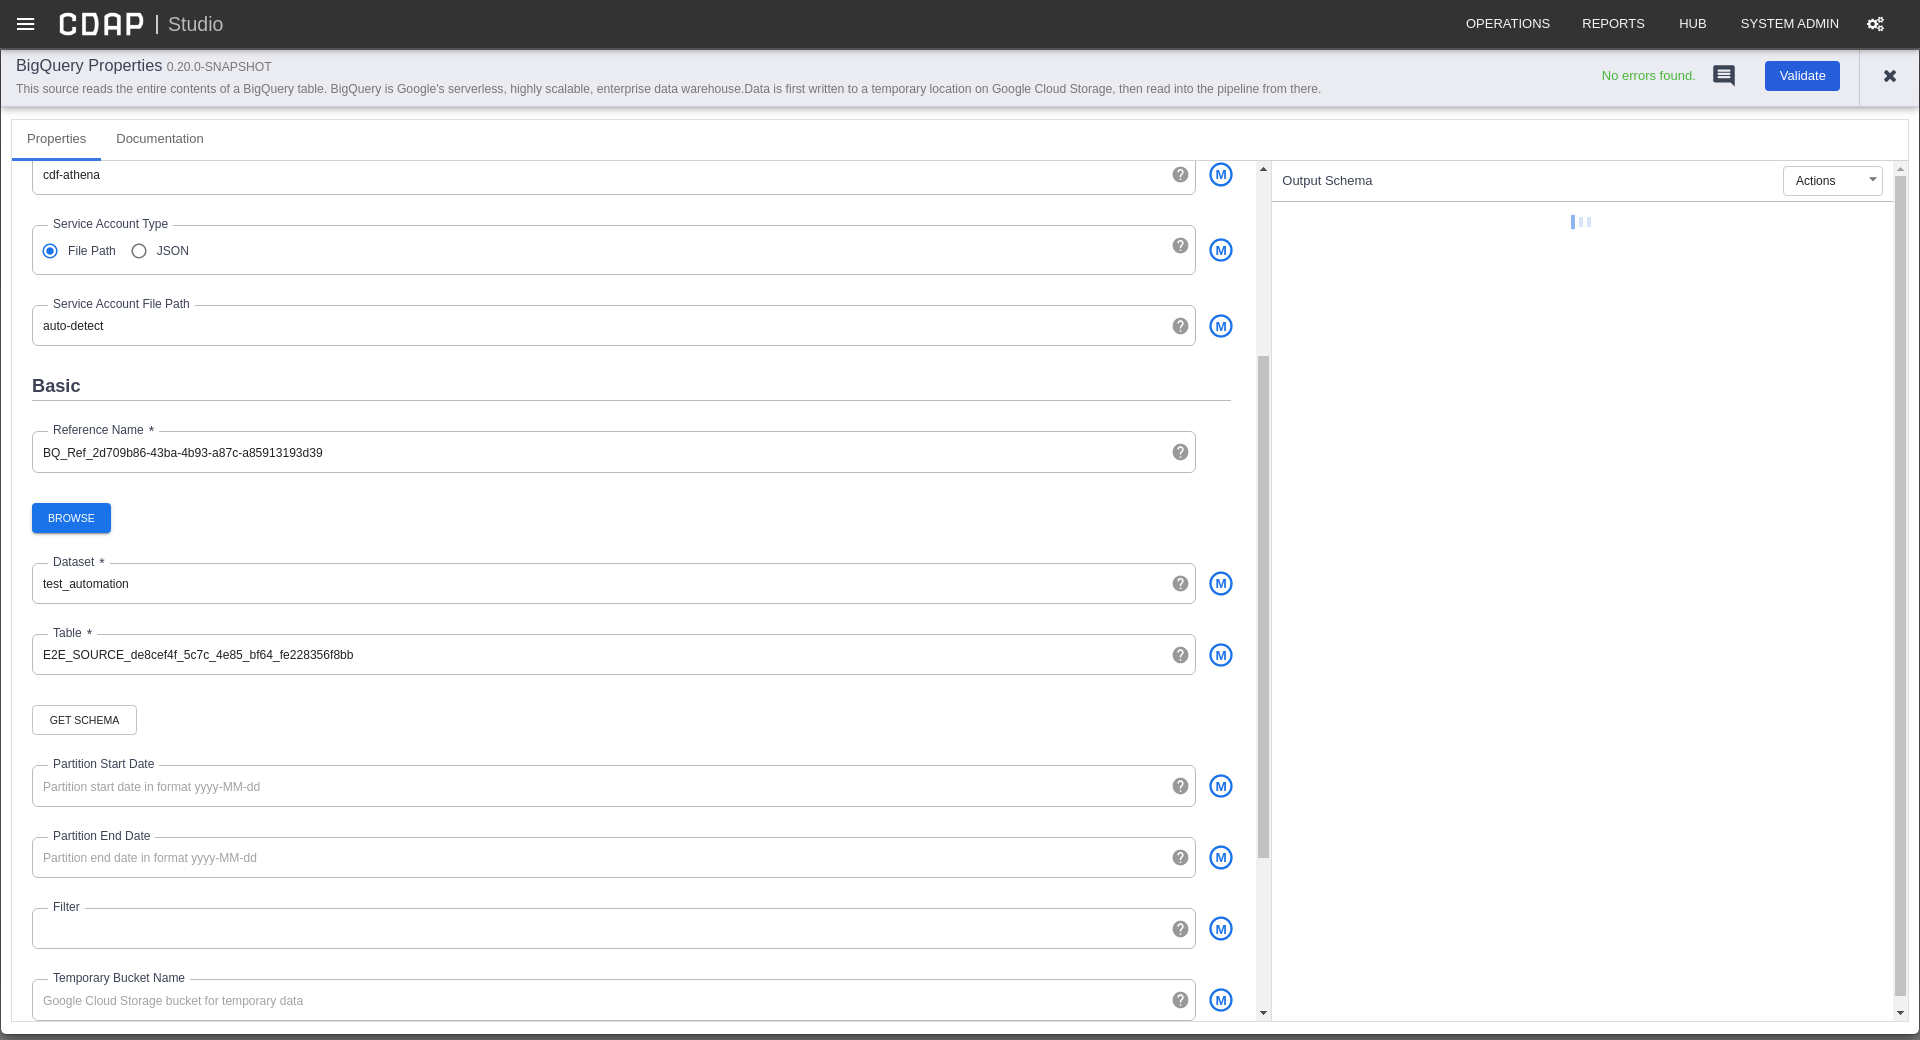 CDAP | Studio OPERATIONS REPORTS HUB SYSTEM ADMIN
BigQuery Properties 0.20.0-SNAPSHOT
This source reads the entire contents of a BigQuery table. BigQuery is Google's serverless, highly scalable, enterprise data warehouse.Data is first written to a temporary location on Google Cloud Storage, then read into the pipeline from there.
No errors found. Validate
Properties Documentation
cdf-athena ? M
Service Account Type
File Path JSON ? M
Service Account File Path
auto-detect ? M
Basic
Reference Name *
BQ_Ref_2d709b86-43ba-4b93-a87c-a85913193d39 ?
BROWSE
Dataset *
test_automation ? M
Table *
E2E_SOURCE_de8cef4f_5c7c_4e85_bf64_fe228356f8bb ? M
GET SCHEMA
Partition Start Date
Partition start date in format yyyy-MM-dd ? M
Partition End Date
Partition end date in format yyyy-MM-dd ? M
Filter
? M
Temporary Bucket Name
Google Cloud Storage bucket for temporary data ? M
Output Schema Actions